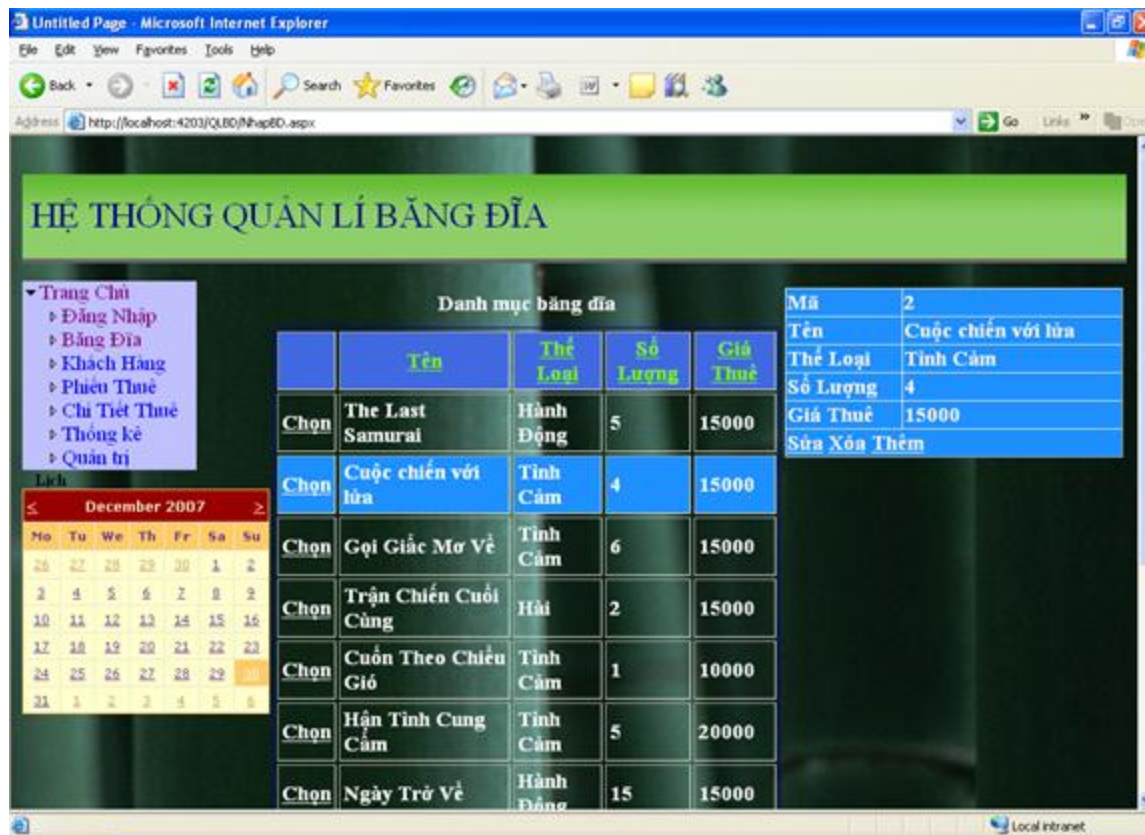 Untitled Page - Microsoft Internet Explorer
File Edit View Favorites Tools Help
Back Search Favorites
Address http://localhost:4203/QLBD/NhapBD.aspx Go Links
HỆ THỐNG QUẢN LÍ BĂNG ĐĨA
Trang Chủ
Đăng Nhập
Băng Đĩa
Khách Hàng
Phiếu Thuê
Chi Tiết Thuê
Thống kê
Quản trị
Lịch
< December 2007 >
Mo Tu We Th Fr Sa Su
26 27 28 29 30 1 2
3 4 5 6 7 8 9
10 11 12 13 14 15 16
17 18 19 20 21 22 23
24 25 26 27 28 29 30
31 1 2 3 4 5 6
Danh mục băng đĩa
Tên Thể Loại Số Lượng Giá Thuê
Chọn The Last Samurai Hành Động 5 15000
Chọn Cuộc chiến với lửa Tình Cảm 4 15000
Chọn Gọi Giấc Mơ Về Tình Cảm 6 15000
Chọn Trận Chiến Cuối Cùng Hài 2 15000
Chọn Cuốn Theo Chiều Gió Tình Cảm 1 10000
Chọn Hận Tình Cung Cấm Tình Cảm 5 20000
Chọn Ngày Trở Về Hành Động 15 15000
Mã 2
Tên Cuộc chiến với lửa
Thể Loại Tình Cảm
Số Lượng 4
Giá Thuê 15000
Sửa Xóa Thêm
Local intranet